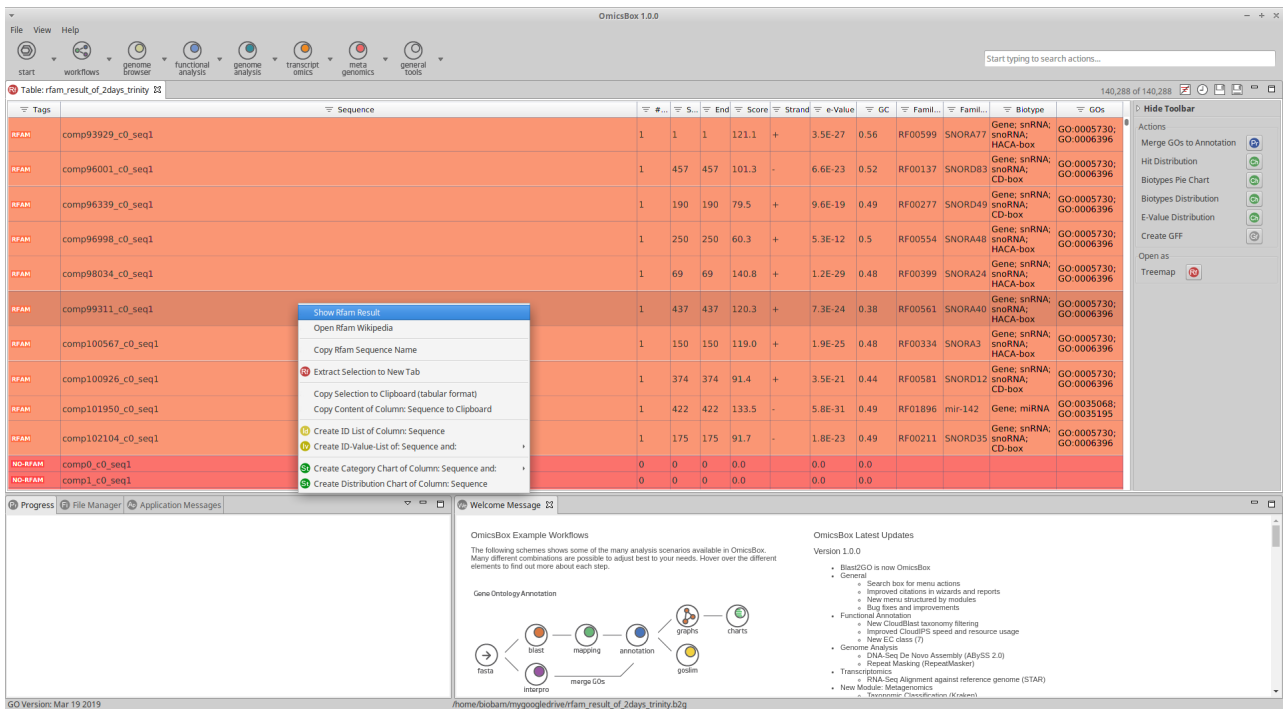 OmicsBox 1.0.0
File View Help
start
workflows
genome browser
functional analysis
genome analysis
transcript omics
meta genomics
general tools
Start typing to search actions...
Table: rfam_result_of_2days_trinity
140,288 of 140,288
Tags Sequence #... S... End Score Strand e-Value GC Famil... Famil... Biotype GOs
RFAM comp93929_c0_seq1 1 1 1 121.1 + 3.5E-27 0.56 RF00599 SNORA77 Gene; snRNA; snoRNA; HACA-box GO:0005730; GO:0006396
RFAM comp96001_c0_seq1 1 457 457 101.3 - 6.6E-23 0.52 RF00137 SNORD83 Gene; snRNA; snoRNA; CD-box GO:0005730; GO:0006396
RFAM comp96339_c0_seq1 1 190 190 79.5 + 9.6E-19 0.49 RF00277 SNORD49 Gene; snRNA; snoRNA; CD-box GO:0005730; GO:0006396
RFAM comp96998_c0_seq1 1 250 250 60.3 + 5.3E-12 0.5 RF00554 SNORA48 Gene; snRNA; snoRNA; HACA-box GO:0005730; GO:0006396
RFAM comp98034_c0_seq1 1 69 69 140.8 + 1.2E-29 0.48 RF00399 SNORA24 Gene; snRNA; snoRNA; HACA-box GO:0005730; GO:0006396
RFAM comp99311_c0_seq1 1 437 437 120.3 + 7.3E-24 0.38 RF00561 SNORA40 Gene; snRNA; snoRNA; HACA-box GO:0005730; GO:0006396
RFAM comp100567_c0_seq1 1 150 150 119.0 + 1.9E-25 0.48 RF00334 SNORA3 Gene; snRNA; snoRNA; HACA-box GO:0005730; GO:0006396
RFAM comp100926_c0_seq1 1 374 374 91.4 + 3.5E-21 0.44 RF00581 SNORD12 Gene; snRNA; snoRNA; CD-box GO:0005730; GO:0006396
RFAM comp101950_c0_seq1 1 422 422 133.5 - 5.8E-31 0.49 RF01896 mir-142 Gene; miRNA GO:0035068; GO:0035195
RFAM comp102104_c0_seq1 1 175 175 91.7 - 1.8E-23 0.49 RF00211 SNORD35 Gene; snRNA; snoRNA; CD-box GO:0005730; GO:0006396
NO-RFAM comp0_c0_seq1 0 0 0 0.0 0.0 0.0
NO-RFAM comp1_c0_seq1 0 0 0 0.0 0.0 0.0
Show Rfam Result
Open Rfam Wikipedia
Copy Rfam Sequence Name
Extract Selection to New Tab
Copy Selection to Clipboard (tabular format)
Copy Content of Column: Sequence to Clipboard
Create ID List of Column: Sequence
Create ID-Value-List of: Sequence and:
Create Category Chart of Column: Sequence and:
Create Distribution Chart of Column: Sequence
Hide Toolbar
Actions
Merge GOs to Annotation
Hit Distribution
Biotypes Pie Chart
Biotypes Distribution
E-Value Distribution
Create GFF
Open as
Treemap
Progress File Manager Application Messages
Welcome Message
OmicsBox Example Workflows
The following schemes shows some of the many analysis scenarios available in OmicsBox.
Many different combinations are possible to adjust best to your needs. Hover over the different
elements to find out more about each step.
Gene Ontology Annotation
fasta
blast
interpro
mapping
merge GOs
annotation
graphs
goslim
charts
OmicsBox Latest Updates
Version 1.0.0
Blast2GO is now OmicsBox
General
Search box for menu actions
Improved citations in wizards and reports
New menu structured by modules
Bug fixes and improvements
Functional Annotation
New CloudBlast taxonomy filtering
Improved CloudIPS speed and resource usage
New EC class (7)
Genome Analysis
DNA-Seq De Novo Assembly (ABySS 2.0)
Repeat Masking (RepeatMasker)
Transcriptomics
RNA-Seq Alignment against reference genome (STAR)
New Module: Metagenomics
Taxonomic Classification (Kraken)
GO Version: Mar 19 2019
/home/biobam/mygoogledrive/rfam_result_of_2days_trinity.b2g